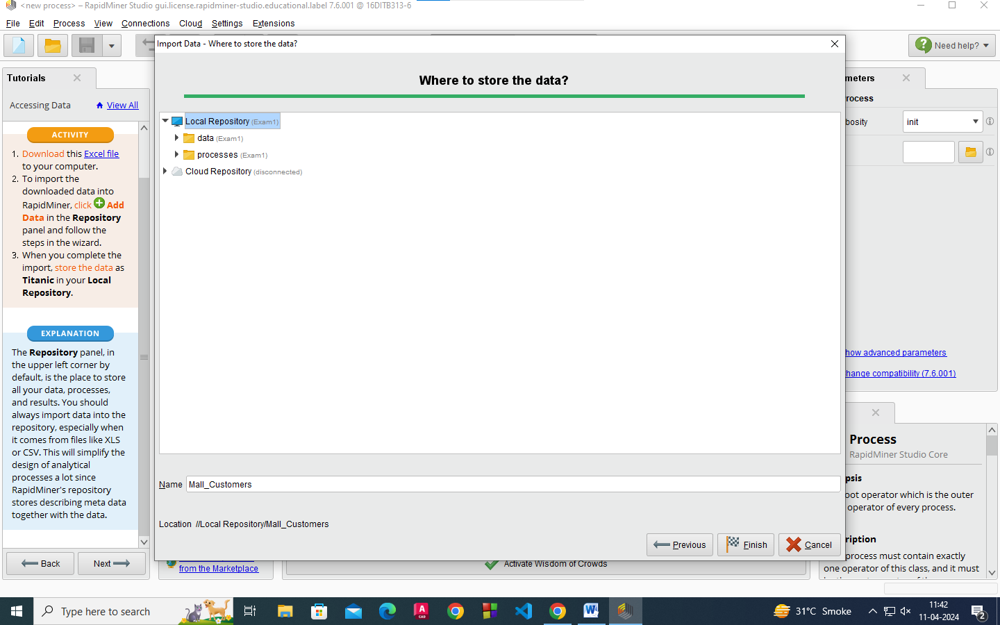 <new process> – RapidMiner Studio gui.license.rapidminer-studio.educational.label 7.6.001 @ 16DITB313-6
File Edit Process View Connections Cloud Settings Extensions
Need help?
Import Data - Where to store the data?
Where to store the data?
Local Repository (Exam1)
data (Exam1)
processes (Exam1)
Cloud Repository (disconnected)
Name Mall_Customers
Location //Local Repository/Mall_Customers
Previous Finish Cancel
Tutorials
Accessing Data View All
ACTIVITY
1. Download this Excel file
to your computer.
2. To import the
downloaded data into
RapidMiner, click Add
Data in the Repository
panel and follow the
steps in the wizard.
3. When you complete the
import, store the data as
Titanic in your Local
Repository.
EXPLANATION
The Repository panel, in
the upper left corner by
default, is the place to store
all your data, processes,
and results. You should
always import data into the
repository, especially when
it comes from files like XLS
or CSV. This will simplify the
design of analytical
processes a lot since
RapidMiner's repository
stores describing meta data
together with the data.
Back Next
from the Marketplace
Activate Wisdom of Crowds
meters
rocess
bosity init
how advanced parameters
hange compatibility (7.6.001)
Process
RapidMiner Studio Core
psis
oot operator which is the outer
operator of every process.
ription
process must contain exactly
one operator of this class, and it must
Type here to search
31°C Smoke
11:42
11-04-2024
2